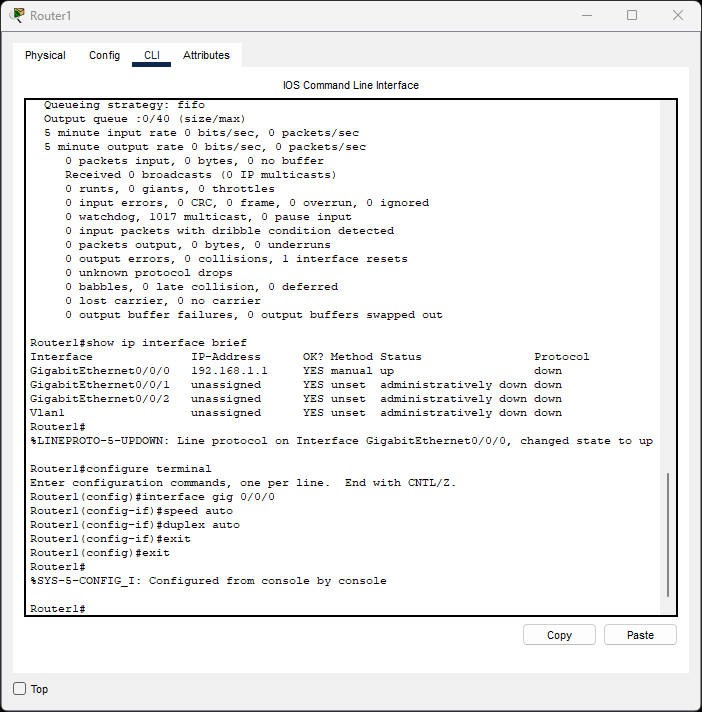 Router1
Physical Config CLI Attributes
IOS Command Line Interface
Queueing strategy: fifo
Output queue :0/40 (size/max)
5 minute input rate 0 bits/sec, 0 packets/sec
5 minute output rate 0 bits/sec, 0 packets/sec
0 packets input, 0 bytes, 0 no buffer
Received 0 broadcasts (0 IP multicasts)
0 runts, 0 giants, 0 throttles
0 input errors, 0 CRC, 0 frame, 0 overrun, 0 ignored
0 watchdog, 1017 multicast, 0 pause input
0 input packets with dribble condition detected
0 packets output, 0 bytes, 0 underruns
0 output errors, 0 collisions, 1 interface resets
0 unknown protocol drops
0 babbles, 0 late collision, 0 deferred
0 lost carrier, 0 no carrier
0 output buffer failures, 0 output buffers swapped out
Router1#show ip interface brief
Interface IP-Address OK? Method Status Protocol
GigabitEthernet0/0/0 192.168.1.1 YES manual up down
GigabitEthernet0/0/1 unassigned YES unset administratively down down
GigabitEthernet0/0/2 unassigned YES unset administratively down down
Vlan1 unassigned YES unset administratively down down
Router1#
%LINEPROTO-5-UPDOWN: Line protocol on Interface GigabitEthernet0/0/0, changed state to up
Router1#configure terminal
Enter configuration commands, one per line. End with CNTL/Z.
Router1(config)#interface gig 0/0/0
Router1(config-if)#speed auto
Router1(config-if)#duplex auto
Router1(config-if)#exit
Router1(config)#exit
Router1#
%SYS-5-CONFIG_I: Configured from console by console
Router1#
Copy Paste
Top